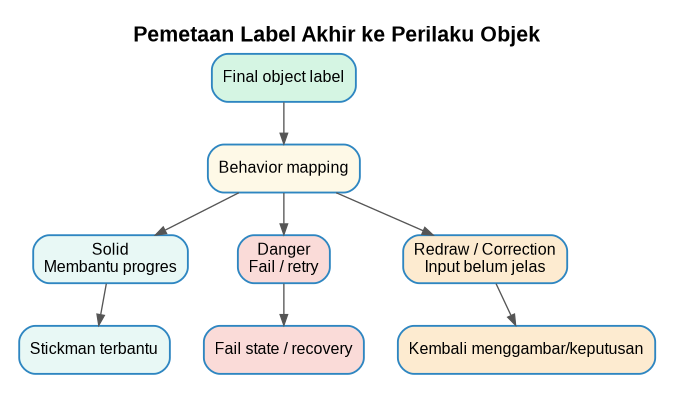 Pemetaan Label Akhir ke Perilaku Objek
Final object label
Behavior mapping
Solid
Membantu progres
Danger
Fail / retry
Redraw / Correction
Input belum jelas
Stickman terbantu
Fail state / recovery
Kembali menggambar/keputusan